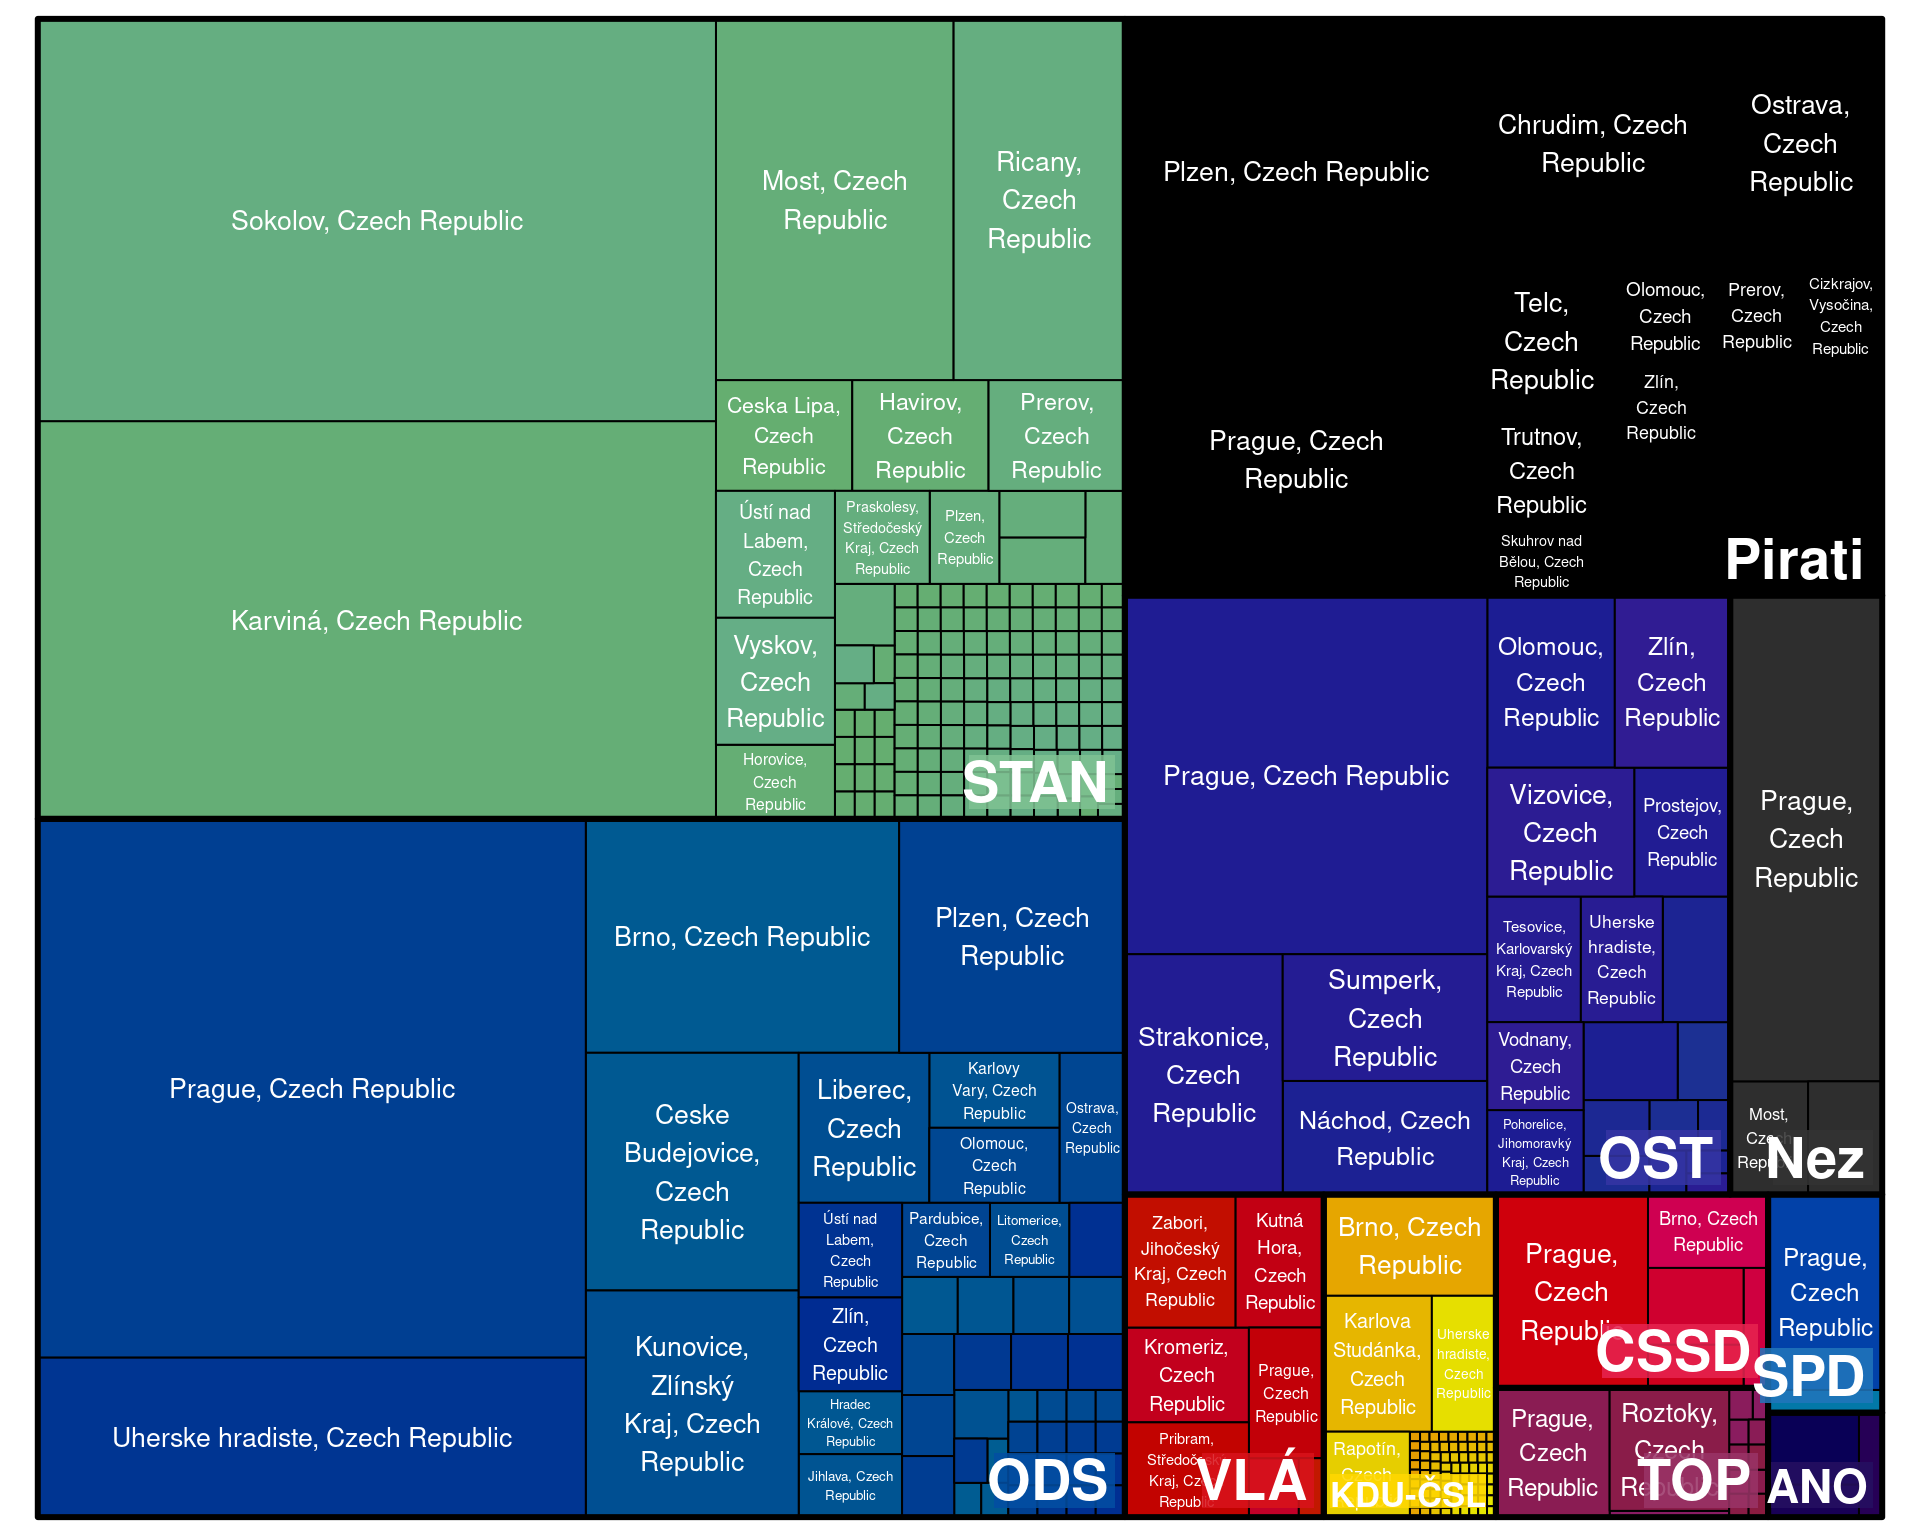 Sokolov, Czech Republic
Karviná, Czech Republic
Most, Czech
Republic
Ricany,
Czech
Republic
Ceska Lipa,
Czech
Republic
Havirov,
Czech
Republic
Prerov,
Czech
Republic
Ústí nad
Labem,
Czech
Republic
Praskolesy,
Středočeský
Kraj, Czech
Republic
Plzen,
Czech
Republic
Vyskov,
Czech
Republic
Horovice,
Czech
Republic
STAN
Plzen, Czech Republic
Prague, Czech
Republic
Chrudim, Czech
Republic
Ostrava,
Czech
Republic
Telc,
Czech
Republic
Olomouc,
Czech
Republic
Prerov,
Czech
Republic
Cizkrajov,
Vysočina,
Czech
Republic
Zlín,
Czech
Republic
Trutnov,
Czech
Republic
Skuhrov nad
Bělou, Czech
Republic
Pirati
Prague, Czech Republic
Uherske hradiste, Czech Republic
Brno, Czech Republic
Plzen, Czech
Republic
Ceske
Budejovice,
Czech
Republic
Kunovice,
Zlínský
Kraj, Czech
Republic
Liberec,
Czech
Republic
Karlovy
Vary, Czech
Republic
Olomouc,
Czech
Republic
Ostrava,
Czech
Republic
Ústí nad
Labem,
Czech
Republic
Pardubice,
Czech
Republic
Litomerice,
Czech
Republic
Zlín,
Czech
Republic
Hradec
Králové, Czech
Republic
Jihlava, Czech
Republic
ODS
Prague, Czech Republic
Strakonice,
Czech
Republic
Sumperk,
Czech
Republic
Náchod, Czech
Republic
Olomouc,
Czech
Republic
Zlín,
Czech
Republic
Vizovice,
Czech
Republic
Prostejov,
Czech
Republic
Tesovice,
Karlovarský
Kraj, Czech
Republic
Uherske
hradiste,
Czech
Republic
Vodnany,
Czech
Republic
Pohorelice,
Jihomoravký
Kraj, Czech
Republic
OST
Prague,
Czech
Republic
Most,
Czech
Republic
Nez
Zabori,
Jihočeský
Kraj, Czech
Republic
Kutná
Hora,
Czech
Republic
Kromeriz,
Czech
Republic
Prague,
Czech
Republic
Pribram,
Středočeský
Kraj, Czech
Republic
VLÁ
Brno, Czech
Republic
Karlova
Studánka,
Czech
Republic
Uherske
hradiste,
Czech
Republic
Rapotín,
Czech
KDU-ČSL
Prague,
Czech
Republic
Brno, Czech
Republic
CSSD
Prague,
Czech
Republic
SPD
Prague,
Czech
Republic
Roztoky,
Czech
Republic
TOP
ANO